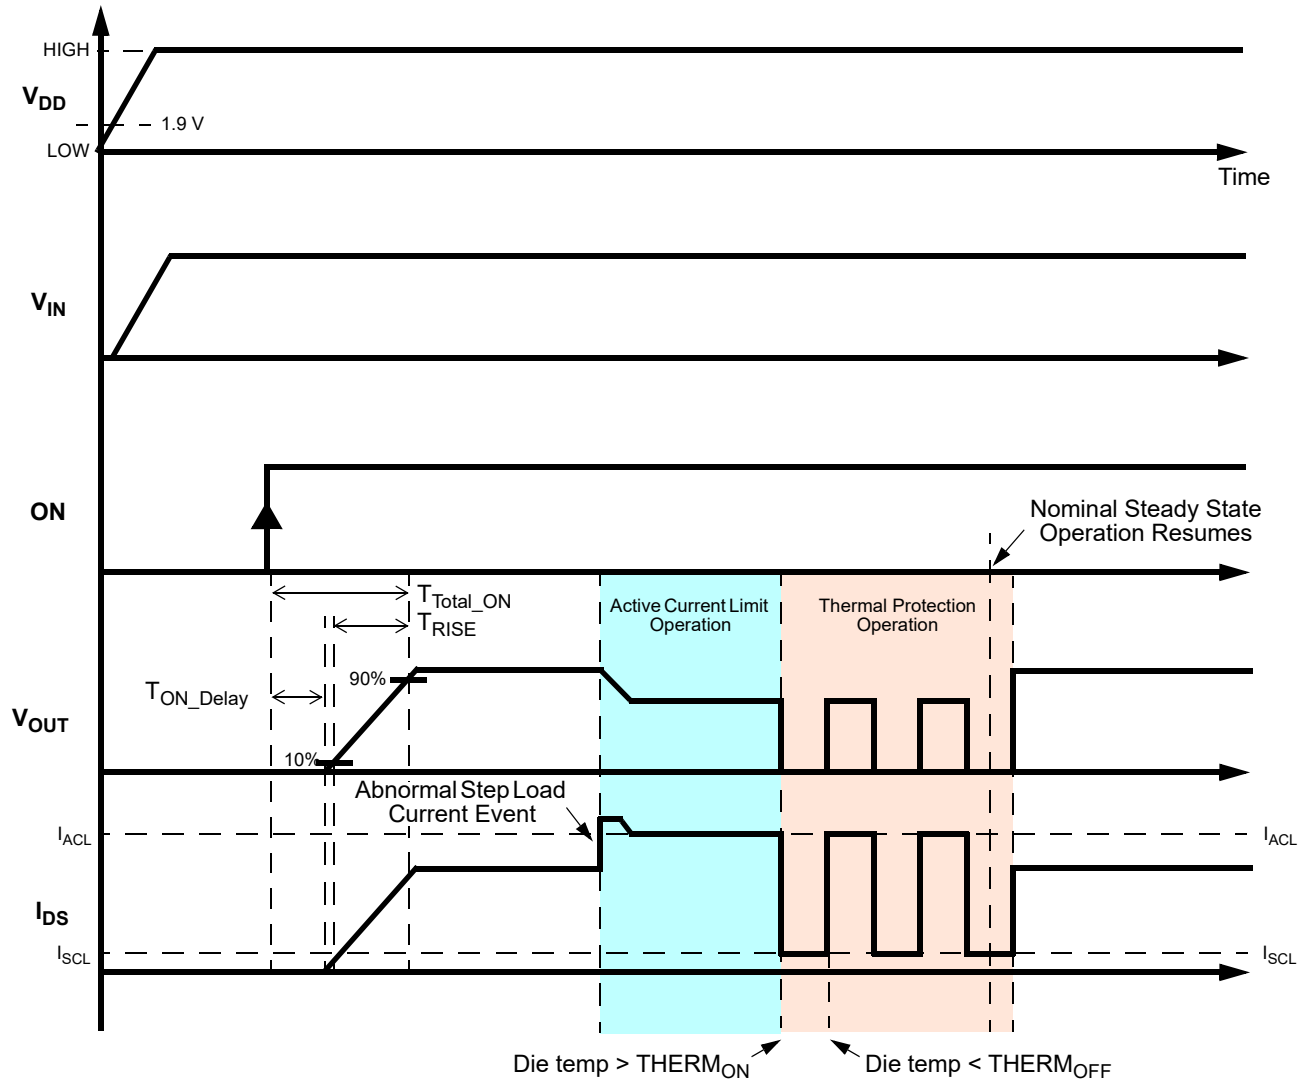 HIGH
VDD
1.9 V
LOW
Time
VIN
ON
Nominal Steady State
Operation Resumes
TTotal_ON
TRISE
Active Current Limit
Operation
Thermal Protection
Operation
90%
TON_Delay
VOUT
10%
Abnormal Step Load
Current Event
IACL
IACL
IDS
ISCL
ISCL
Die temp > THERMON
Die temp < THERMOFF